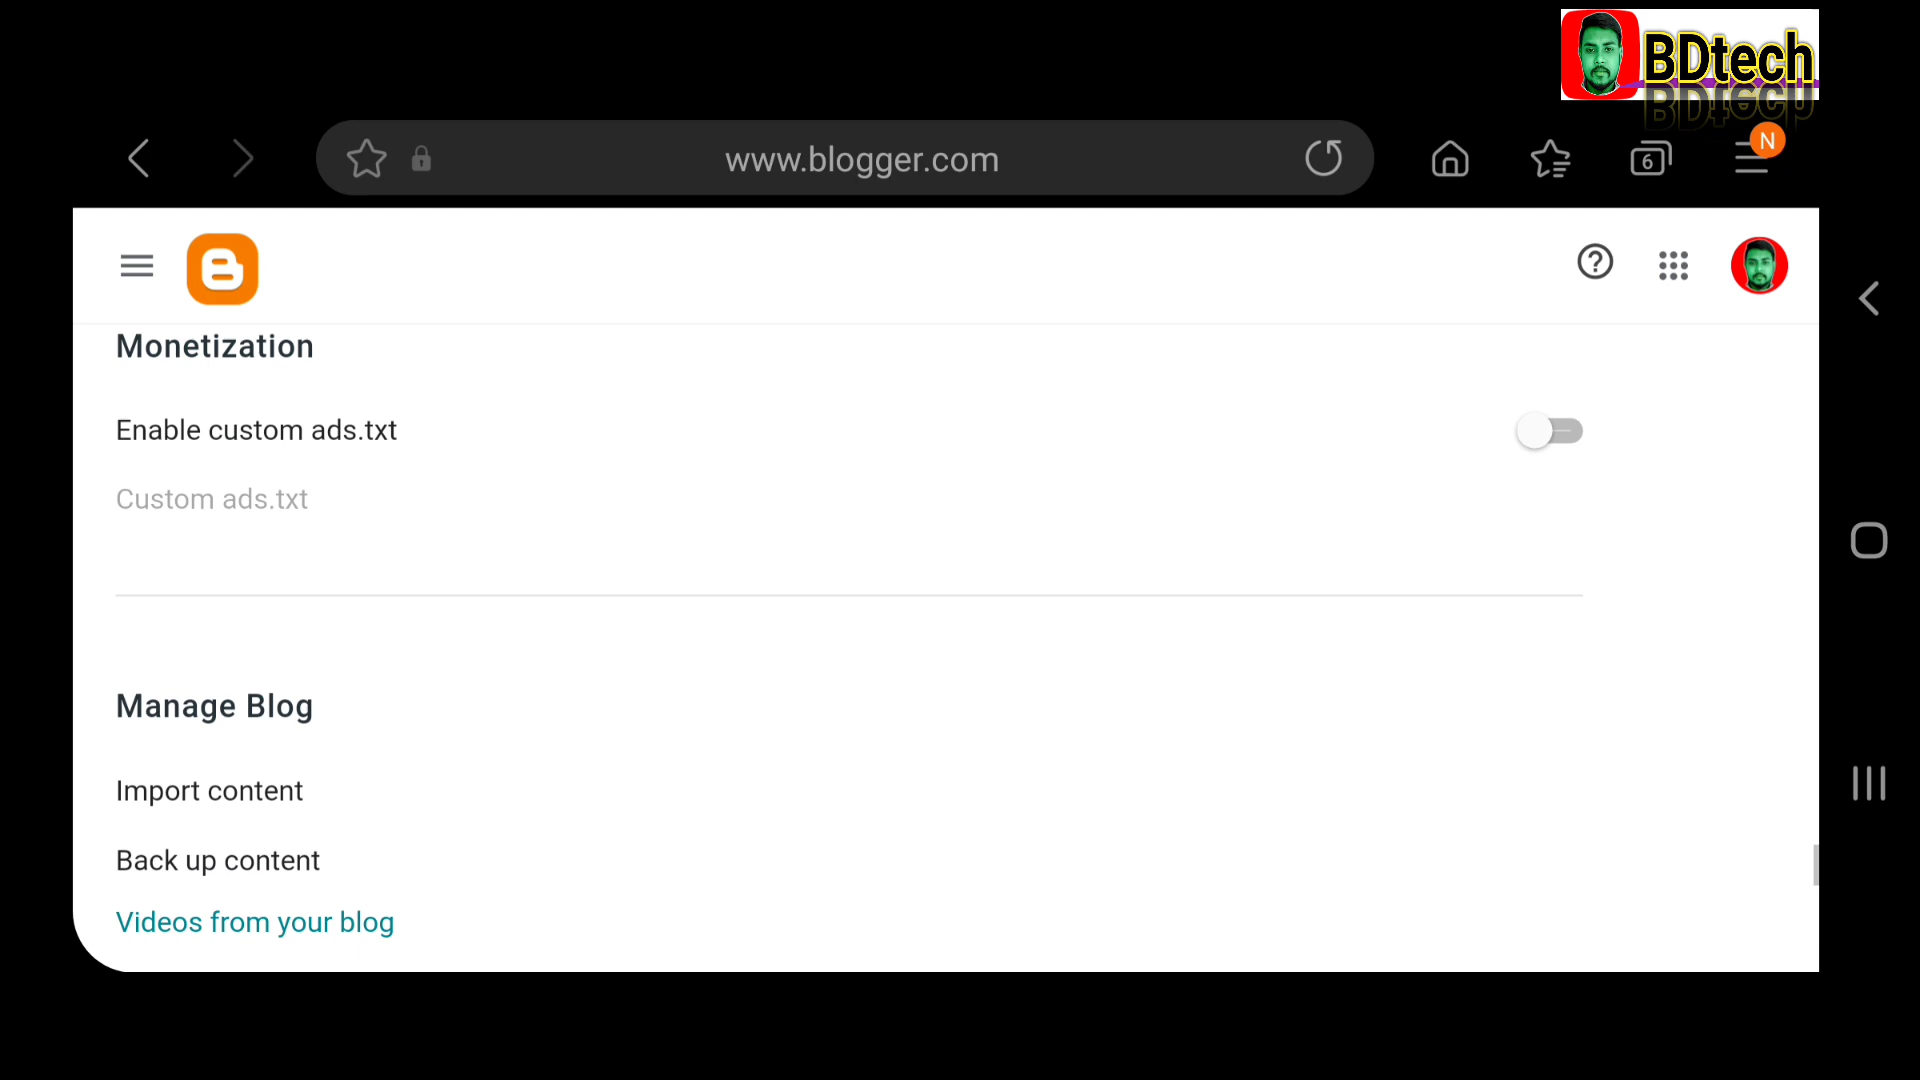 BDtech
www.blogger.com
6
N
Monetization
Enable custom ads.txt
Custom ads.txt
Manage Blog
Import content
Back up content
Videos from your blog